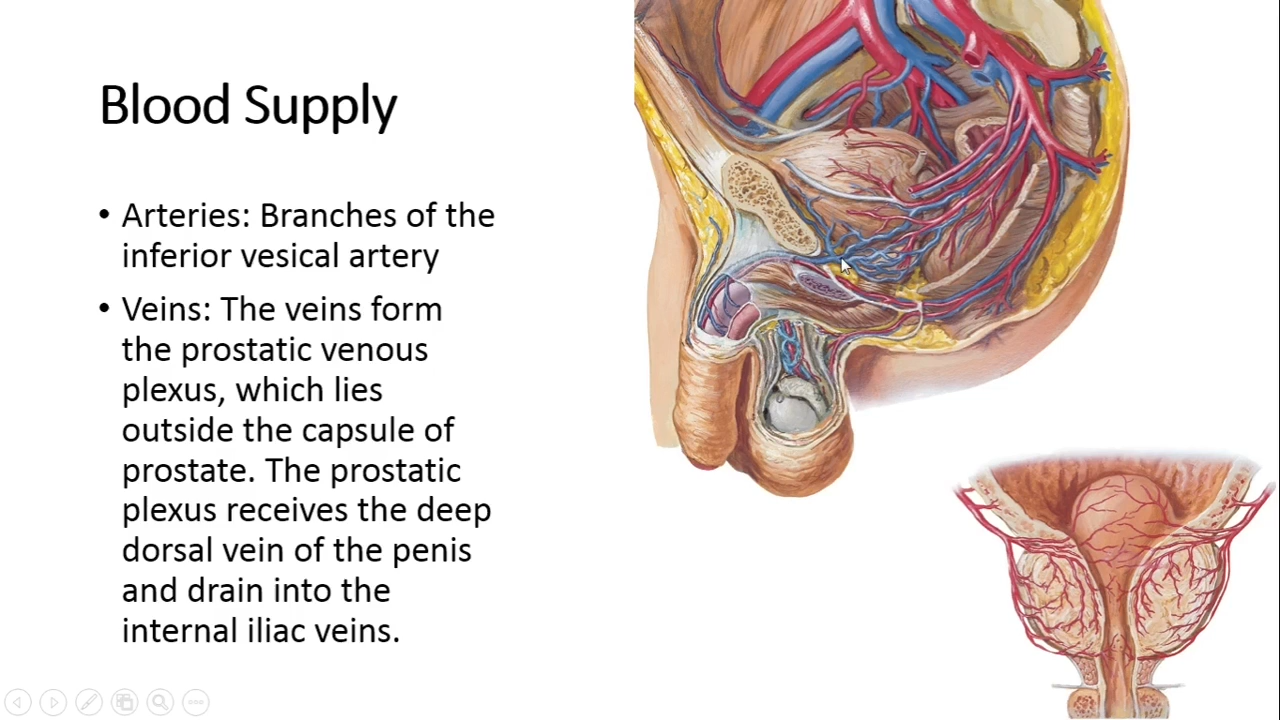 Blood Supply
• Arteries: Branches of the
inferior vesical artery
• Veins: The veins form
the prostatic venous
plexus, which lies
outside the capsule of
prostate. The prostatic
plexus receives the deep
dorsal vein of the penis
and drain into the
internal iliac veins.